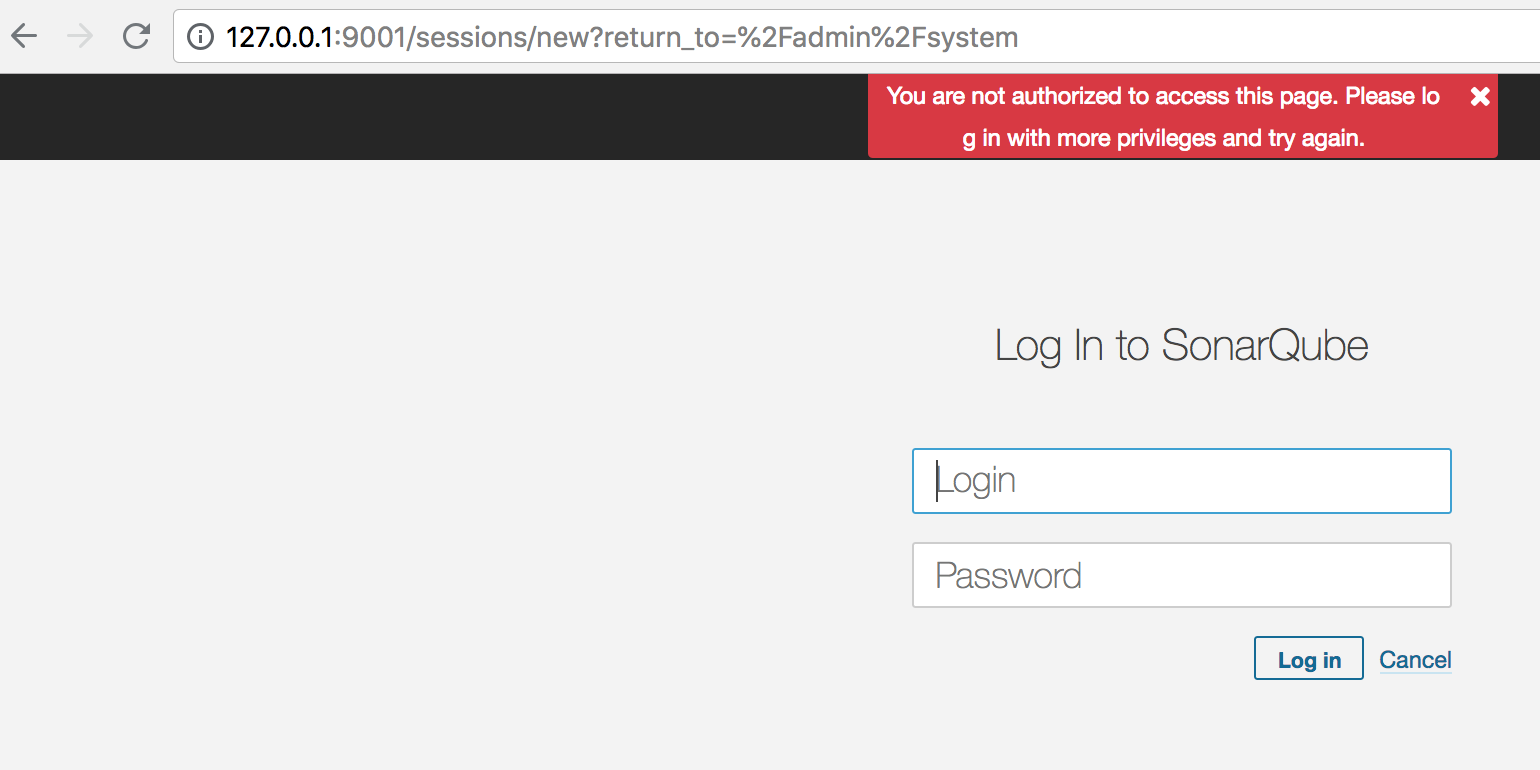 127.0.0.1:9001/sessions/new?return_to=%2Fadmin%2Fsystem
You are not authorized to access this page. Please lo
g in with more privileges and try again.
Log In to SonarQube
Login
Password
Log in Cancel